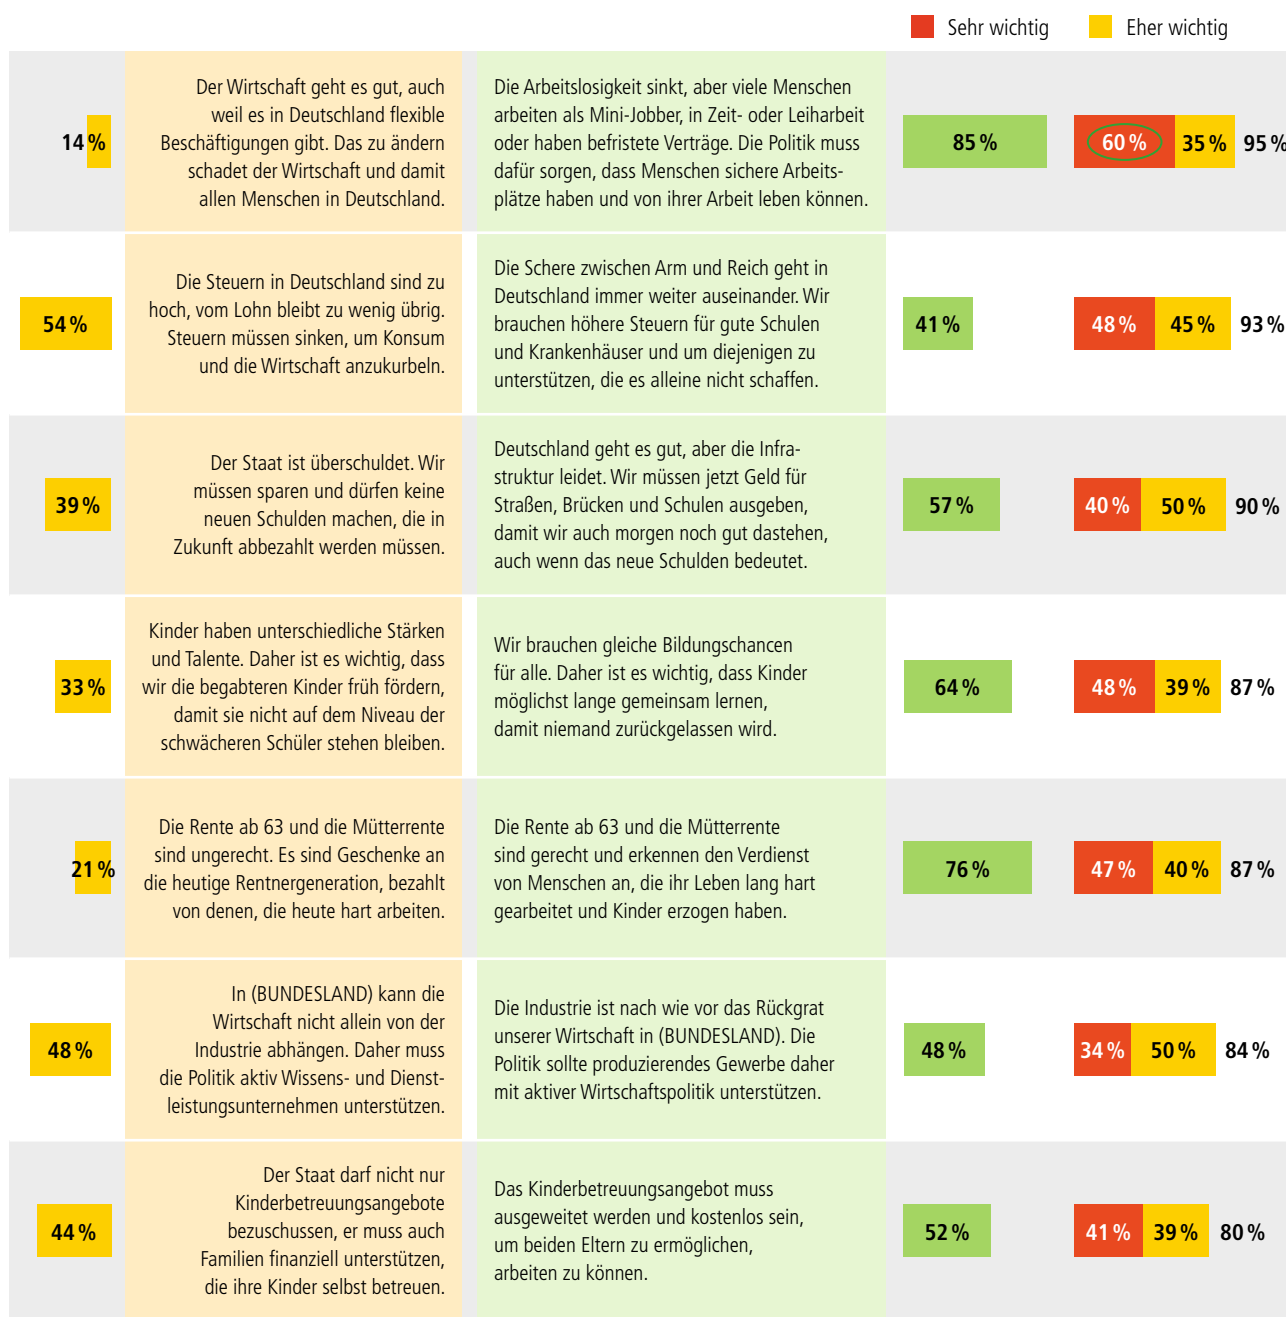 Sehr wichtig Eher wichtig
14 %
Der Wirtschaft geht es gut, auch
weil es in Deutschland flexible
Beschäftigungen gibt. Das zu ändern
schadet der Wirtschaft und damit
allen Menschen in Deutschland.
Die Arbeitslosigkeit sinkt, aber viele Menschen
arbeiten als Mini-Jobber, in Zeit- oder Leiharbeit
oder haben befristete Verträge. Die Politik muss
dafür sorgen, dass Menschen sichere Arbeits-
plätze haben und von ihrer Arbeit leben können.
85 %
60 % 35 % 95 %
54 %
Die Steuern in Deutschland sind zu
hoch, vom Lohn bleibt zu wenig übrig.
Steuern müssen sinken, um Konsum
und die Wirtschaft anzukurbeln.
Die Schere zwischen Arm und Reich geht in
Deutschland immer weiter auseinander. Wir
brauchen höhere Steuern für gute Schulen
und Krankenhäuser und um diejenigen zu
unterstützen, die es alleine nicht schaffen.
41 %
48 % 45 % 93 %
39 %
Der Staat ist überschuldet. Wir
müssen sparen und dürfen keine
neuen Schulden machen, die in
Zukunft abbezahlt werden müssen.
Deutschland geht es gut, aber die Infra-
struktur leidet. Wir müssen jetzt Geld für
Straßen, Brücken und Schulen ausgeben,
damit wir auch morgen noch gut dastehen,
auch wenn das neue Schulden bedeutet.
57 %
40 % 50 % 90 %
33 %
Kinder haben unterschiedliche Stärken
und Talente. Daher ist es wichtig, dass
wir die begabteren Kinder früh fördern,
damit sie nicht auf dem Niveau der
schwächeren Schüler stehen bleiben.
Wir brauchen gleiche Bildungschancen
für alle. Daher ist es wichtig, dass Kinder
möglichst lange gemeinsam lernen,
damit niemand zurückgelassen wird.
64 %
48 % 39 % 87 %
21 %
Die Rente ab 63 und die Mütterrente
sind ungerecht. Es sind Geschenke an
die heutige Rentnergeneration, bezahlt
von denen, die heute hart arbeiten.
Die Rente ab 63 und die Mütterrente
sind gerecht und erkennen den Verdienst
von Menschen an, die ihr Leben lang hart
gearbeitet und Kinder erzogen haben.
76 %
47 % 40 % 87 %
48 %
In (BUNDESLAND) kann die
Wirtschaft nicht allein von der
Industrie abhängen. Daher muss
die Politik aktiv Wissens- und Dienst-
leistungsunternehmen unterstützen.
Die Industrie ist nach wie vor das Rückgrat
unserer Wirtschaft in (BUNDESLAND). Die
Politik sollte produzierendes Gewerbe daher
mit aktiver Wirtschaftspolitik unterstützen.
48 %
34 % 50 % 84 %
44 %
Der Staat darf nicht nur
Kinderbetreuungsangebote
bezuschussen, er muss auch
Familien finanziell unterstützen,
die ihre Kinder selbst betreuen.
Das Kinderbetreuungsangebot muss
ausgeweitet werden und kostenlos sein,
um beiden Eltern zu ermöglichen,
arbeiten zu können.
52 %
41 % 39 % 80 %